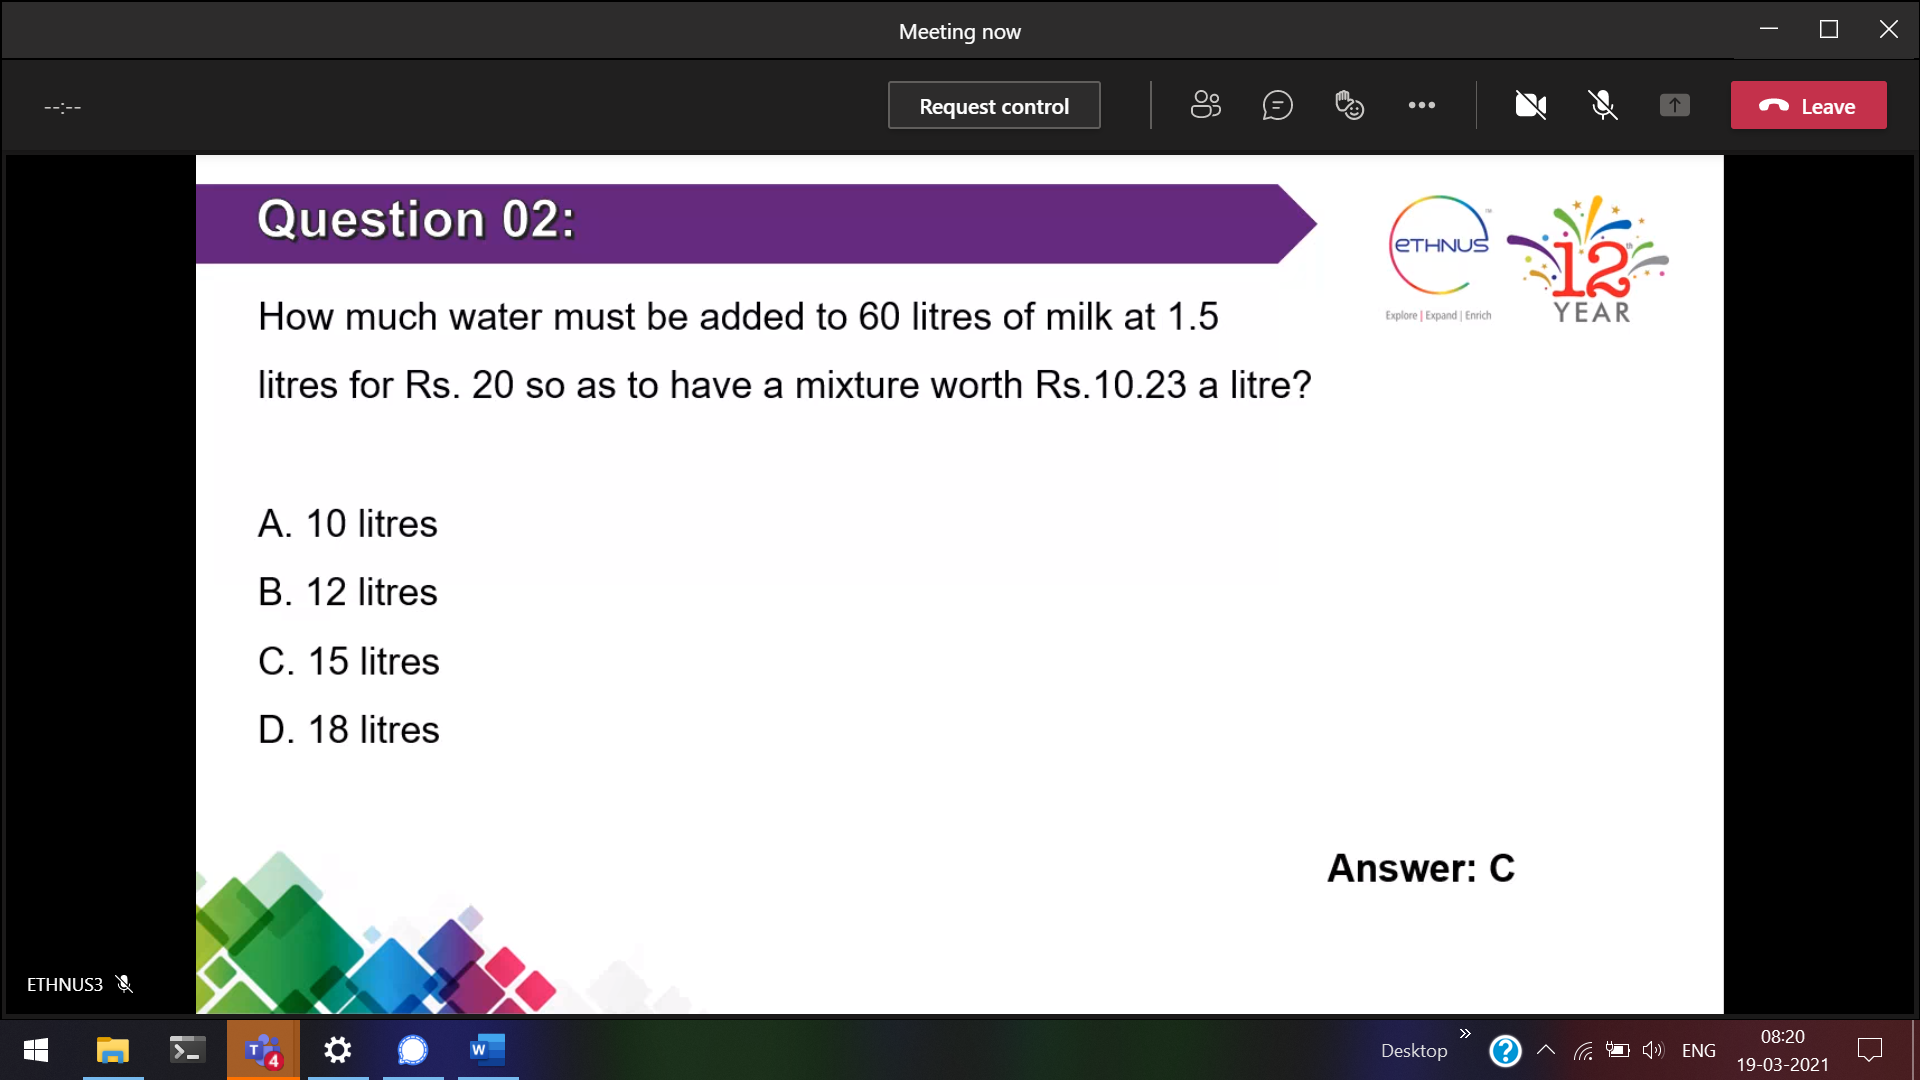 Meeting now
--:--
Request control
Leave
Question 02:
ETHNUS
TM
Explore | Expand | Enrich
12th
YEAR
How much water must be added to 60 litres of milk at 1.5
litres for Rs. 20 so as to have a mixture worth Rs.10.23 a litre?
A. 10 litres
B. 12 litres
C. 15 litres
D. 18 litres
Answer: C
ETHNUS3
T
4
W
Desktop
»
?
ENG
08:20
19-03-2021